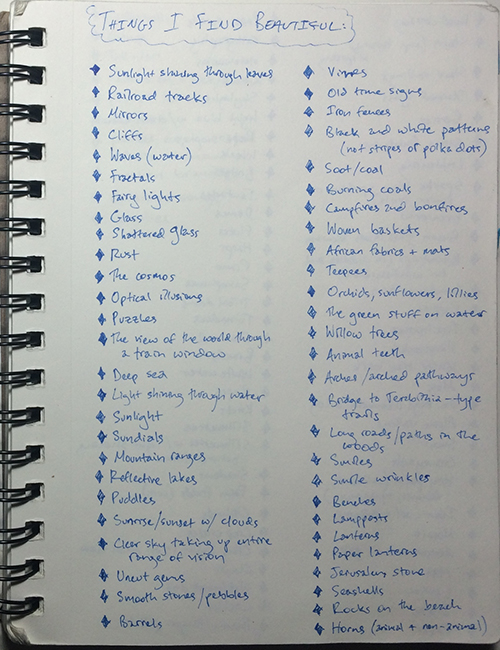 THINGS I FIND BEAUTIFUL:
Sunlight shining through leaves
Railroad tracks
Mirrors
Cliffs
Waves (water)
Fractals
Fairy lights
Glass
Shattered glass
Rust
The cosmos
Optical illusions
Puzzles
The view of the world through
a train window
Deep sea
Light shining through water
Sunlight
Sundials
Mountain ranges
Reflective lakes
Puddles
Sunrise/sunset w/ clouds
Clear sky taking up entire
range of vision
Uncut gems
Smooth stones/pebbles
Barrels
Vines
Old time signs
Iron fences
Black and white patterns
(not stripes or polka dots)
Soot/coal
Burning coals
Campfires and bonfires
Woven baskets
African fabrics + mats
Teepees
Orchids, sunflowers, lillies
The green stuff on water
Willow trees
Animal teeth
Arches/arched pathways
Bridge to Terabithia-type
trails
Long roads/paths in the
woods
Smiles
Smile wrinkles
Benches
Lampposts
Lanterns
Paper lanterns
Jerusalem stone
Seashells
Rocks on the beach
Horns (animal + non-animal)